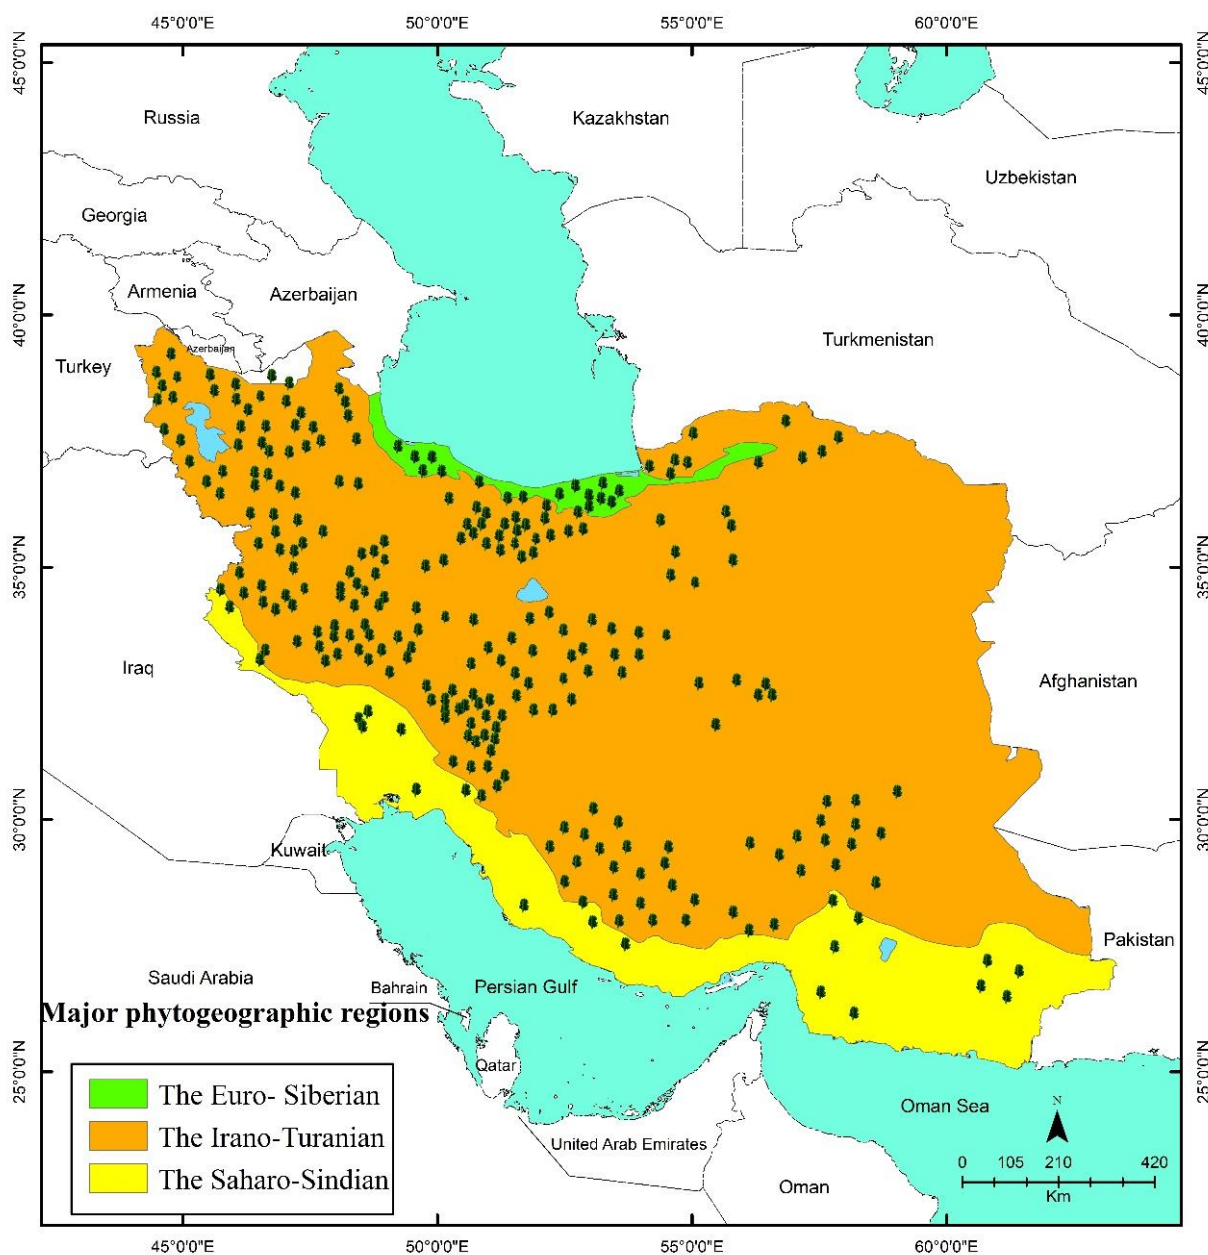 45°0'0"E 50°0'0"E 55°0'0"E 60°0'0"E
45°0'0"N 45°0'0"N
Russia
Kazakhstan
Uzbekistan
Georgia
Armenia
Azerbaijan
40°0'0"N 40°0'0"N
Turkey
Azerbaijan
Turkmenistan
35°0'0"N 35°0'0"N
Iraq
Afghanistan
30°0'0"N 30°0'0"N
Kuwait
Pakistan
Saudi Arabia
Bahrain
Persian Gulf
Major phytogeographic regions
Qatar
25°0'0"N 25°0'0"N
The Euro- Siberian
The Irano-Turanian
The Saharo-Sindian
Oman Sea
United Arab Emirates
Oman
N
0 105 210 420
Km
45°0'0"E 50°0'0"E 55°0'0"E 60°0'0"E